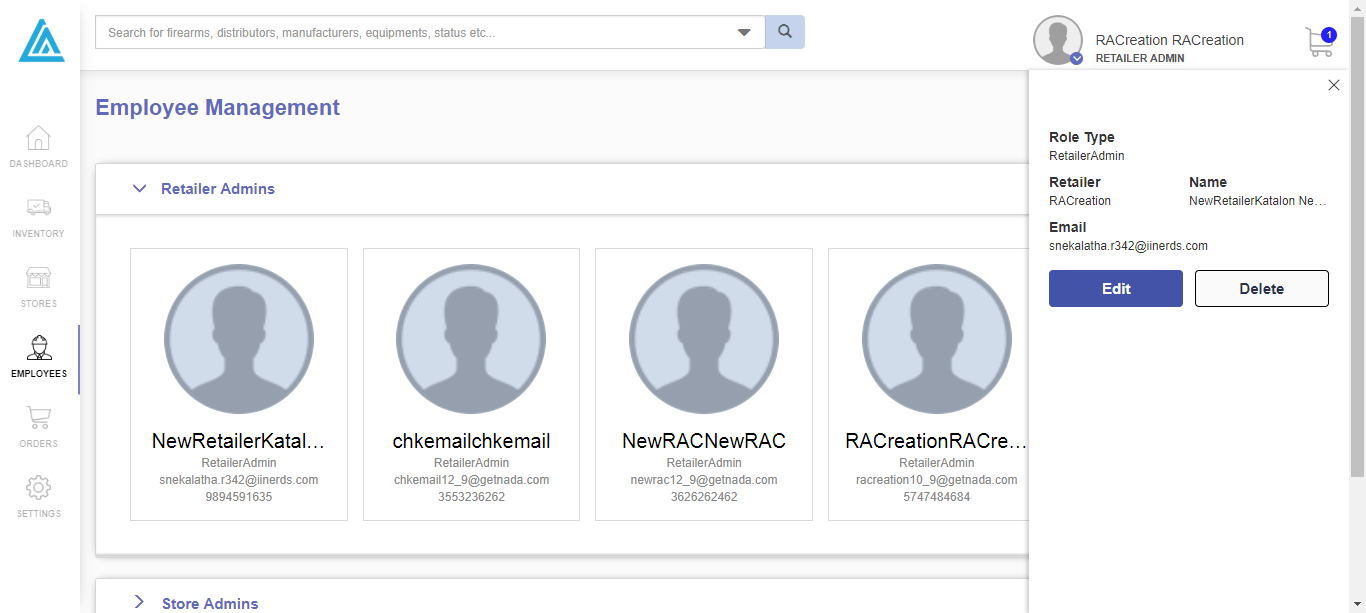 Search for firearms, distributors, manufacturers, equipments, status etc...
RACreation RACreation
RETAILER ADMIN
1
DASHBOARD
INVENTORY
STORES
EMPLOYEES
ORDERS
SETTINGS
Employee Management
Retailer Admins
NewRetailerKatal...
RetailerAdmin
snekalatha.r342@iinerds.com
9894591635
chkemailchkemail
RetailerAdmin
chkemail12_9@getnada.com
3553236262
NewRACNewRAC
RetailerAdmin
newrac12_9@getnada.com
3626262462
RACreationRACre...
RetailerAdmin
racreation10_9@getnada.com
5747484684
Store Admins
Role Type
RetailerAdmin
Retailer Name
RACreation NewRetailerKatalon Ne...
Email
snekalatha.r342@iinerds.com
Edit Delete